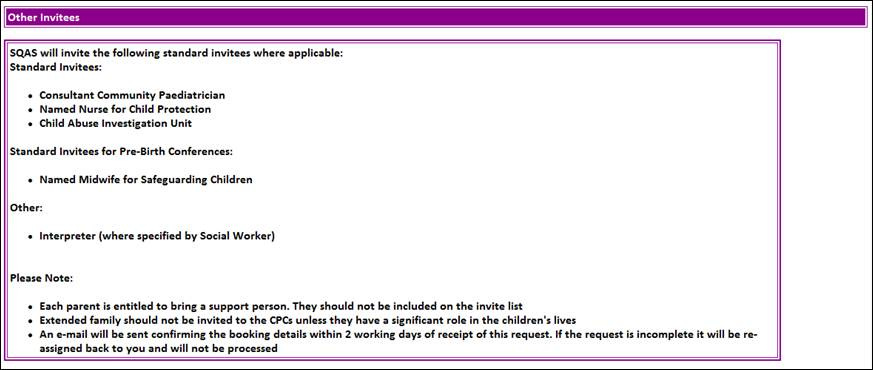 Other Invitees
SQAS will invite the following standard invitees where applicable:
Standard Invitees:
• Consultant Community Paediatrician
• Named Nurse for Child Protection
• Child Abuse Investigation Unit
Standard Invitees for Pre-Birth Conferences:
• Named Midwife for Safeguarding Children
Other:
• Interpreter (where specified by Social Worker)
Please Note:
• Each parent is entitled to bring a support person. They should not be included on the invite list
• Extended family should not be invited to the CPCs unless they have a significant role in the children's lives
• An e-mail will be sent confirming the booking details within 2 working days of receipt of this request. If the request is incomplete it will be re-
assigned back to you and will not be processed